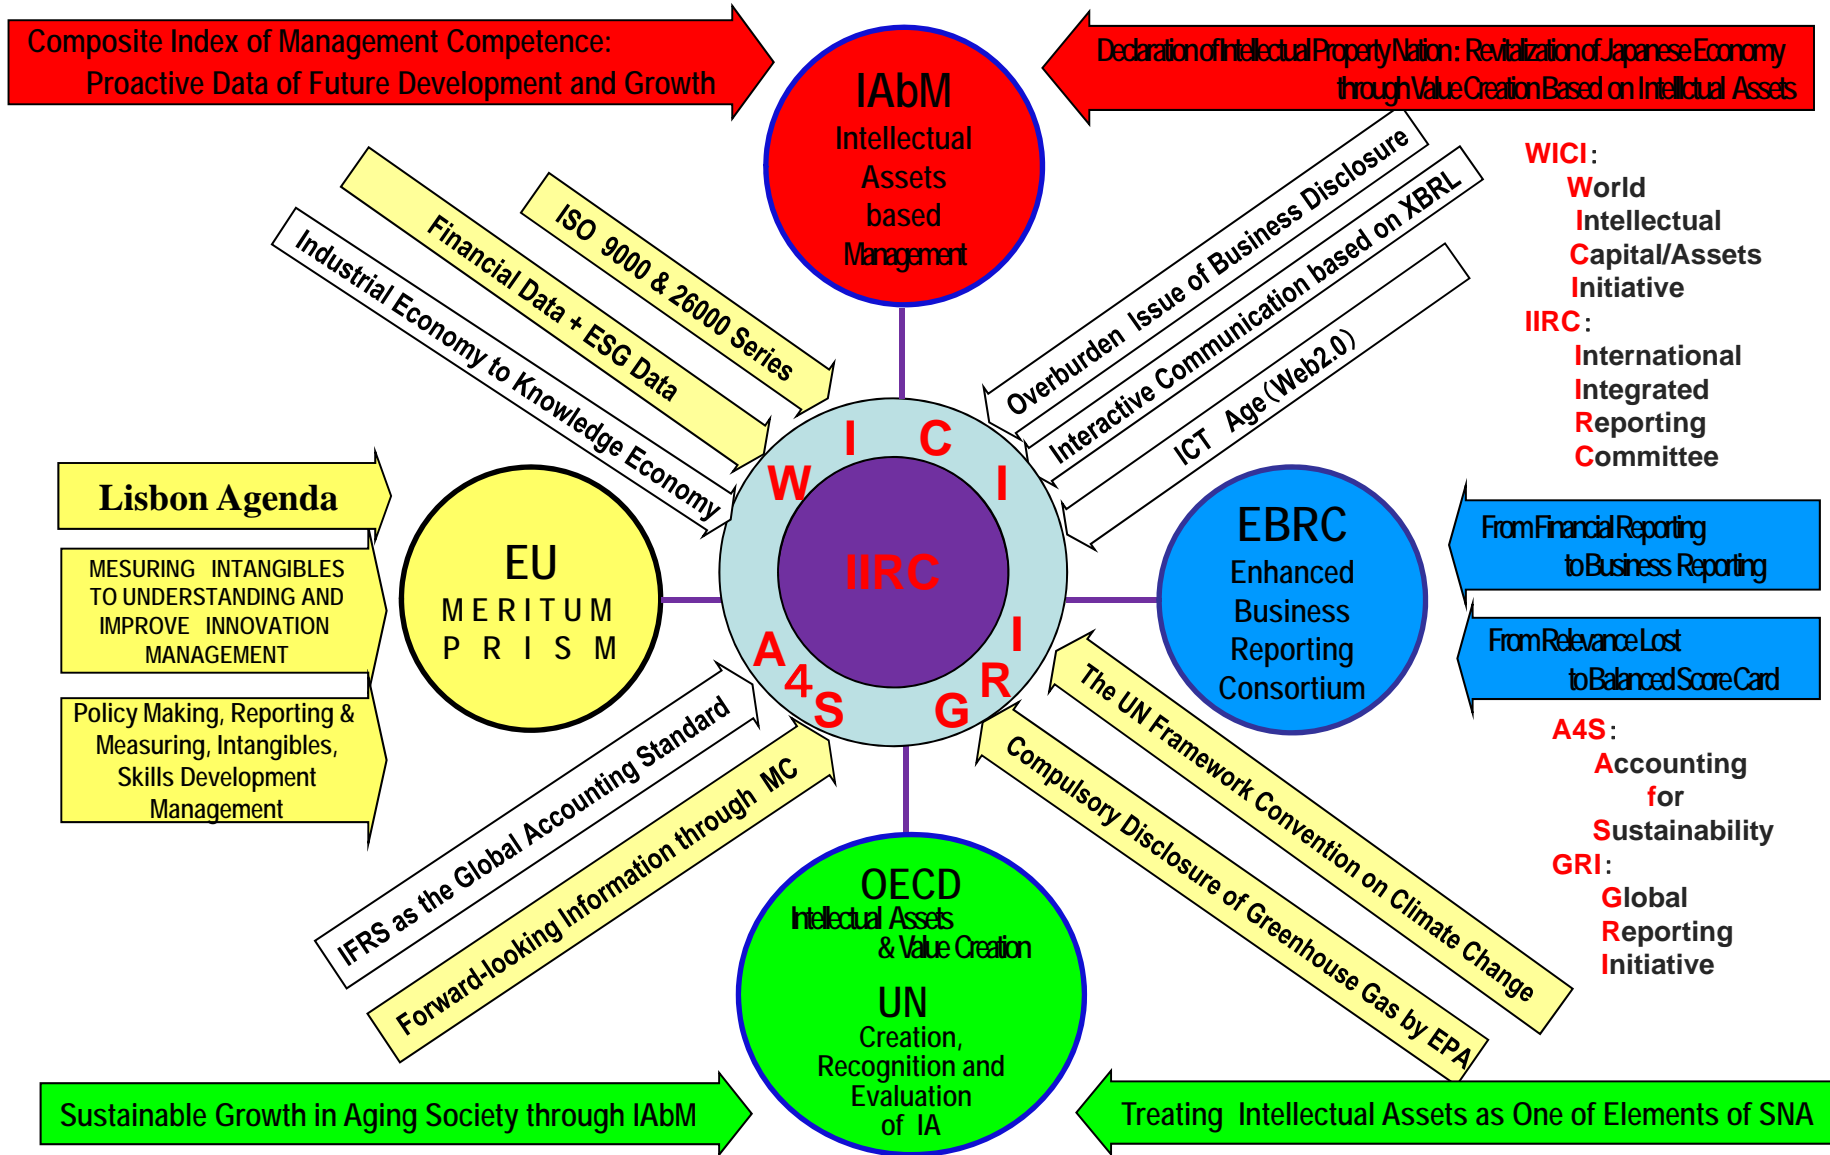 Composite Index of Management Competence:
Proactive Data of Future Development and Growth
IAbM
Intellectual
Assets
based
Management
Declaration of Intellectual Property Nation : Revitalization of Japanese Economy
through Value Creation Based on Intellctual Assets
ISO 9000 & 26000 Series
Financial Data + ESG Data
Industrial Economy to Knowledge Economy
Overburden Issue of Business Disclosure
Interactive Communication based on XBRL
ICT Age（Web2.0）
WICI：
World
Intellectual
Capital/Assets
Initiative
IIRC：
International
Integrated
Reporting
Committee
Lisbon Agenda
MESURING INTANGIBLES
TO UNDERSTANDING AND
IMPROVE INNOVATION
MANAGEMENT
Policy Making, Reporting &
Measuring, Intangibles,
Skills Development
Management
EU
MERITUM
PRISM
WICI
IIRC
A4S
GRI
EBRC
Enhanced
Business
Reporting
Consortium
From Financial Reporting
to Business Reporting
From Relevance Lost
to Balanced Score Card
A4S：
Accounting
for
Sustainability
GRI：
Global
Reporting
Initiative
IFRS as the Global Accounting Standard
Forward-looking Information through MC
The UN Framework Convention on Climate Change
Compulsory Disclosure of Greenhouse Gas by EPA
OECD
Intellectual Assets
& Value Creation
UN
Creation,
Recognition and
Evaluation
of IA
Sustainable Growth in Aging Society through IAbM
Treating Intellectual Assets as One of Elements of SNA